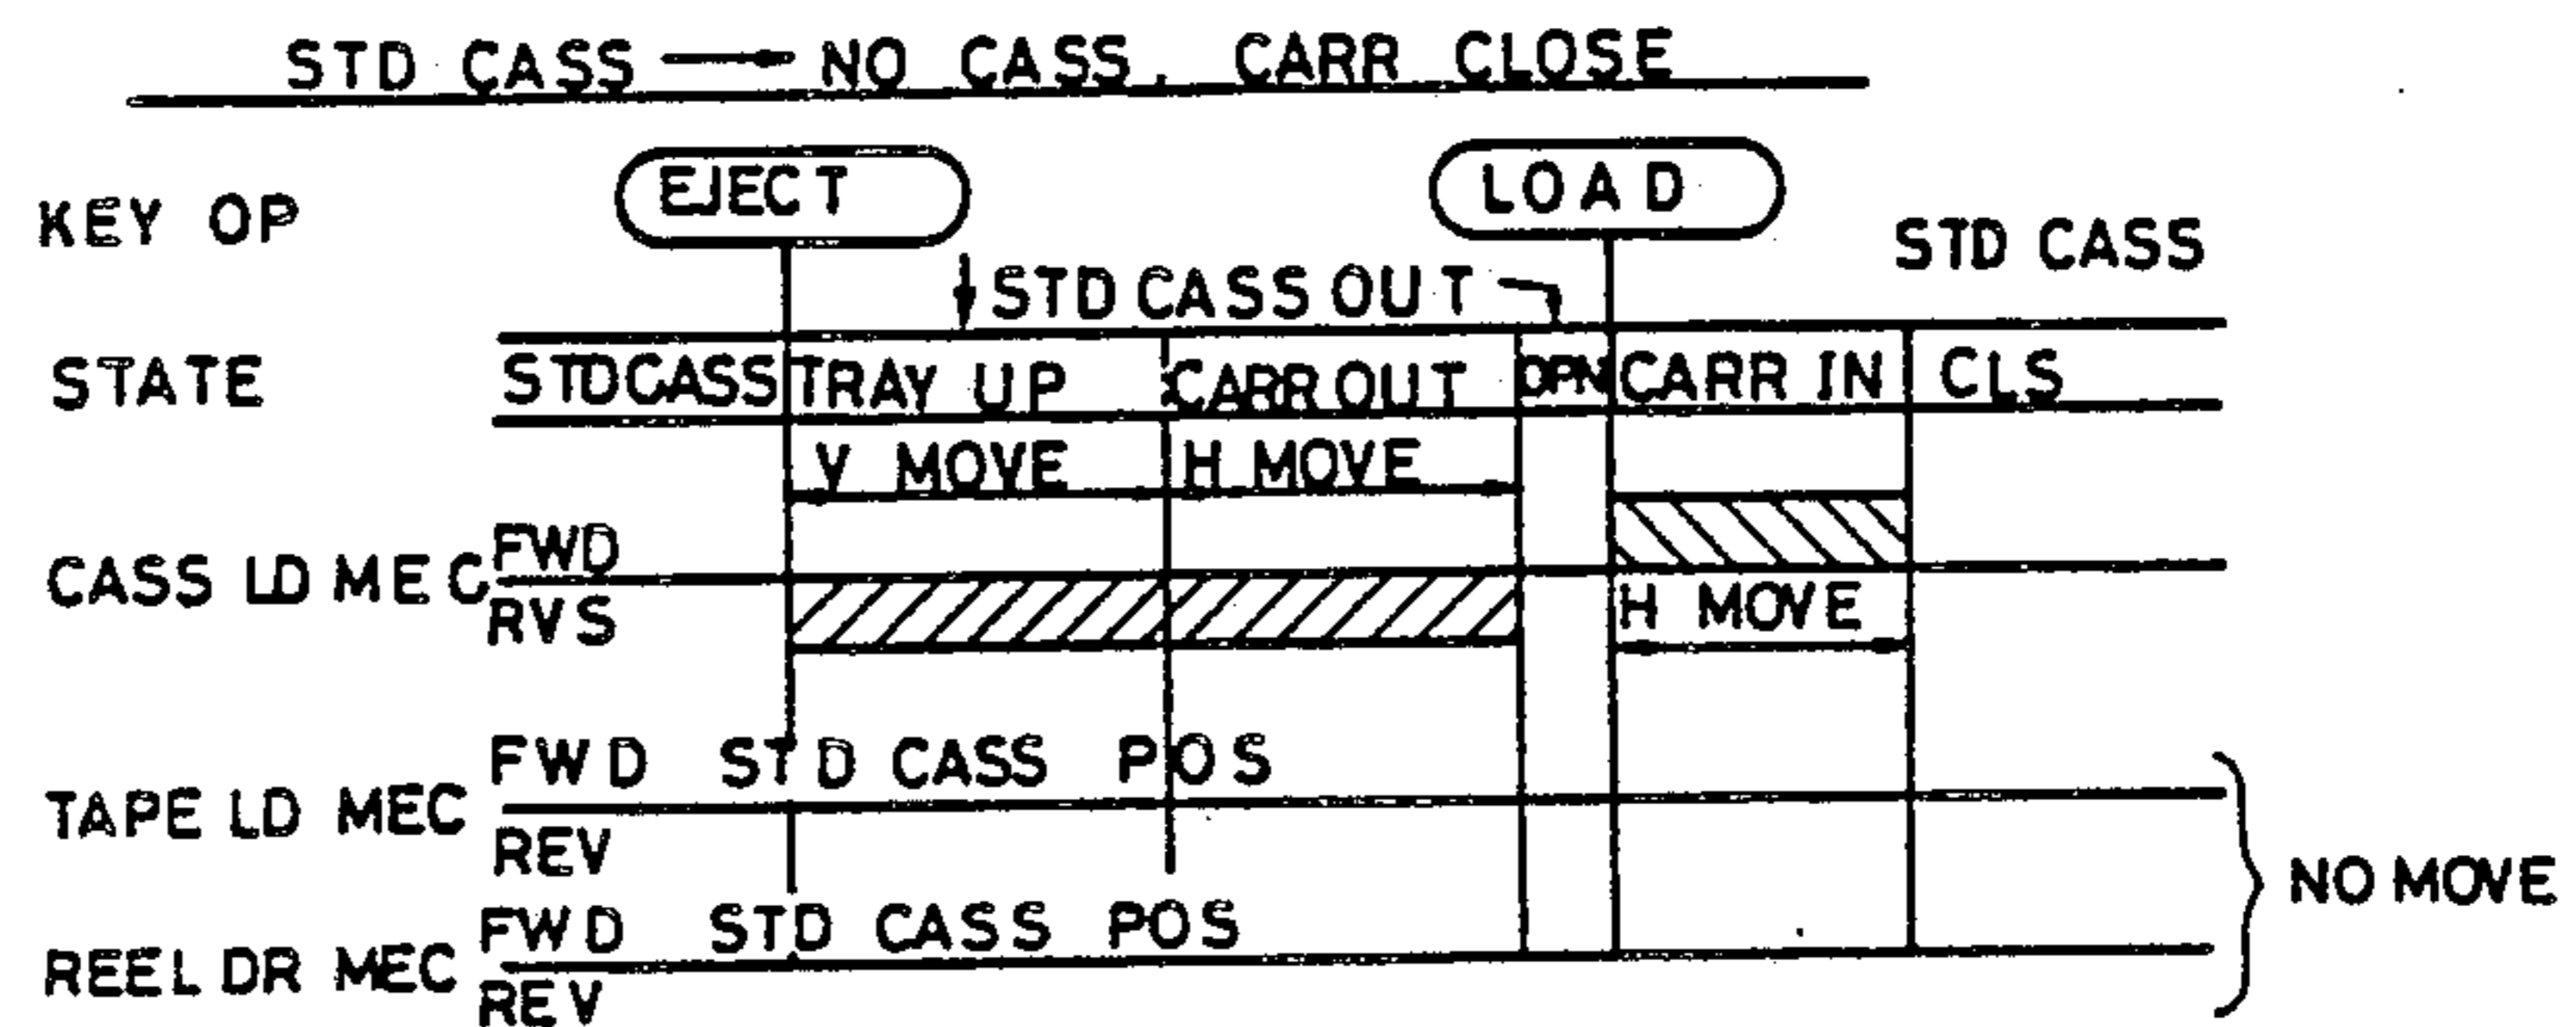 STD CASS → NO CASS, CARR CLOSE
KEY OP
EJECT
LOAD
STD CASS
STD CASS OUT
STATE
STD CASS
TRAY UP
CARR OUT
OPN
CARR IN
CLS
V MOVE
H MOVE
CASS LD MEC
FWD
RVS
H MOVE
TAPE LD MEC
FWD STD CASS POS
REV
NO MOVE
REEL DR MEC
FWD STD CASS POS
REV